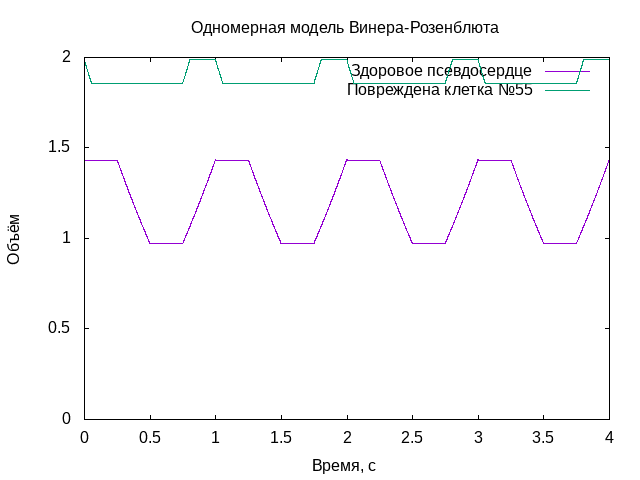 Одномерная модель Винера-Розенблюта
Здоровое псевдосердце
Повреждена клетка №55
2
1.5
1
0.5
0
Объём
0 0.5 1 1.5 2 2.5 3 3.5 4
Время, с